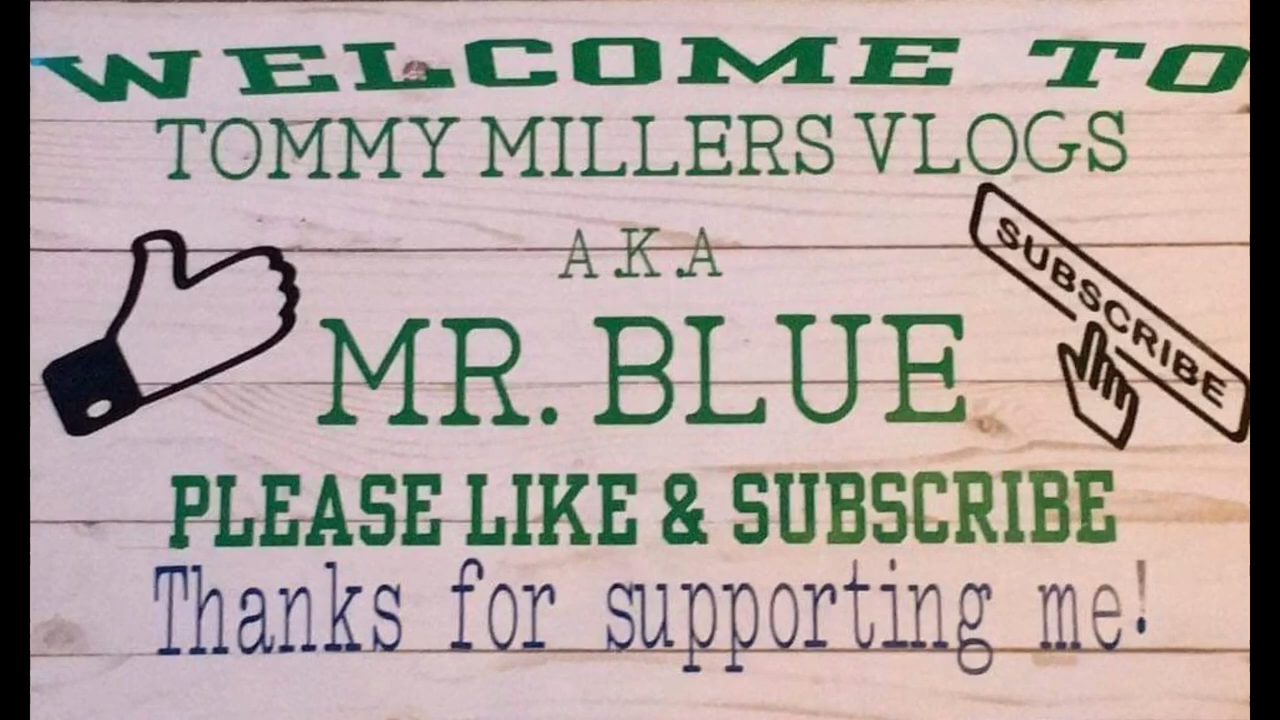 WELCOME TO
TOMMY MILLERS VLOGS
A.K.A
MR. BLUE
SUBSCRIBE
PLEASE LIKE & SUBSCRIBE
Thanks for supporting me!